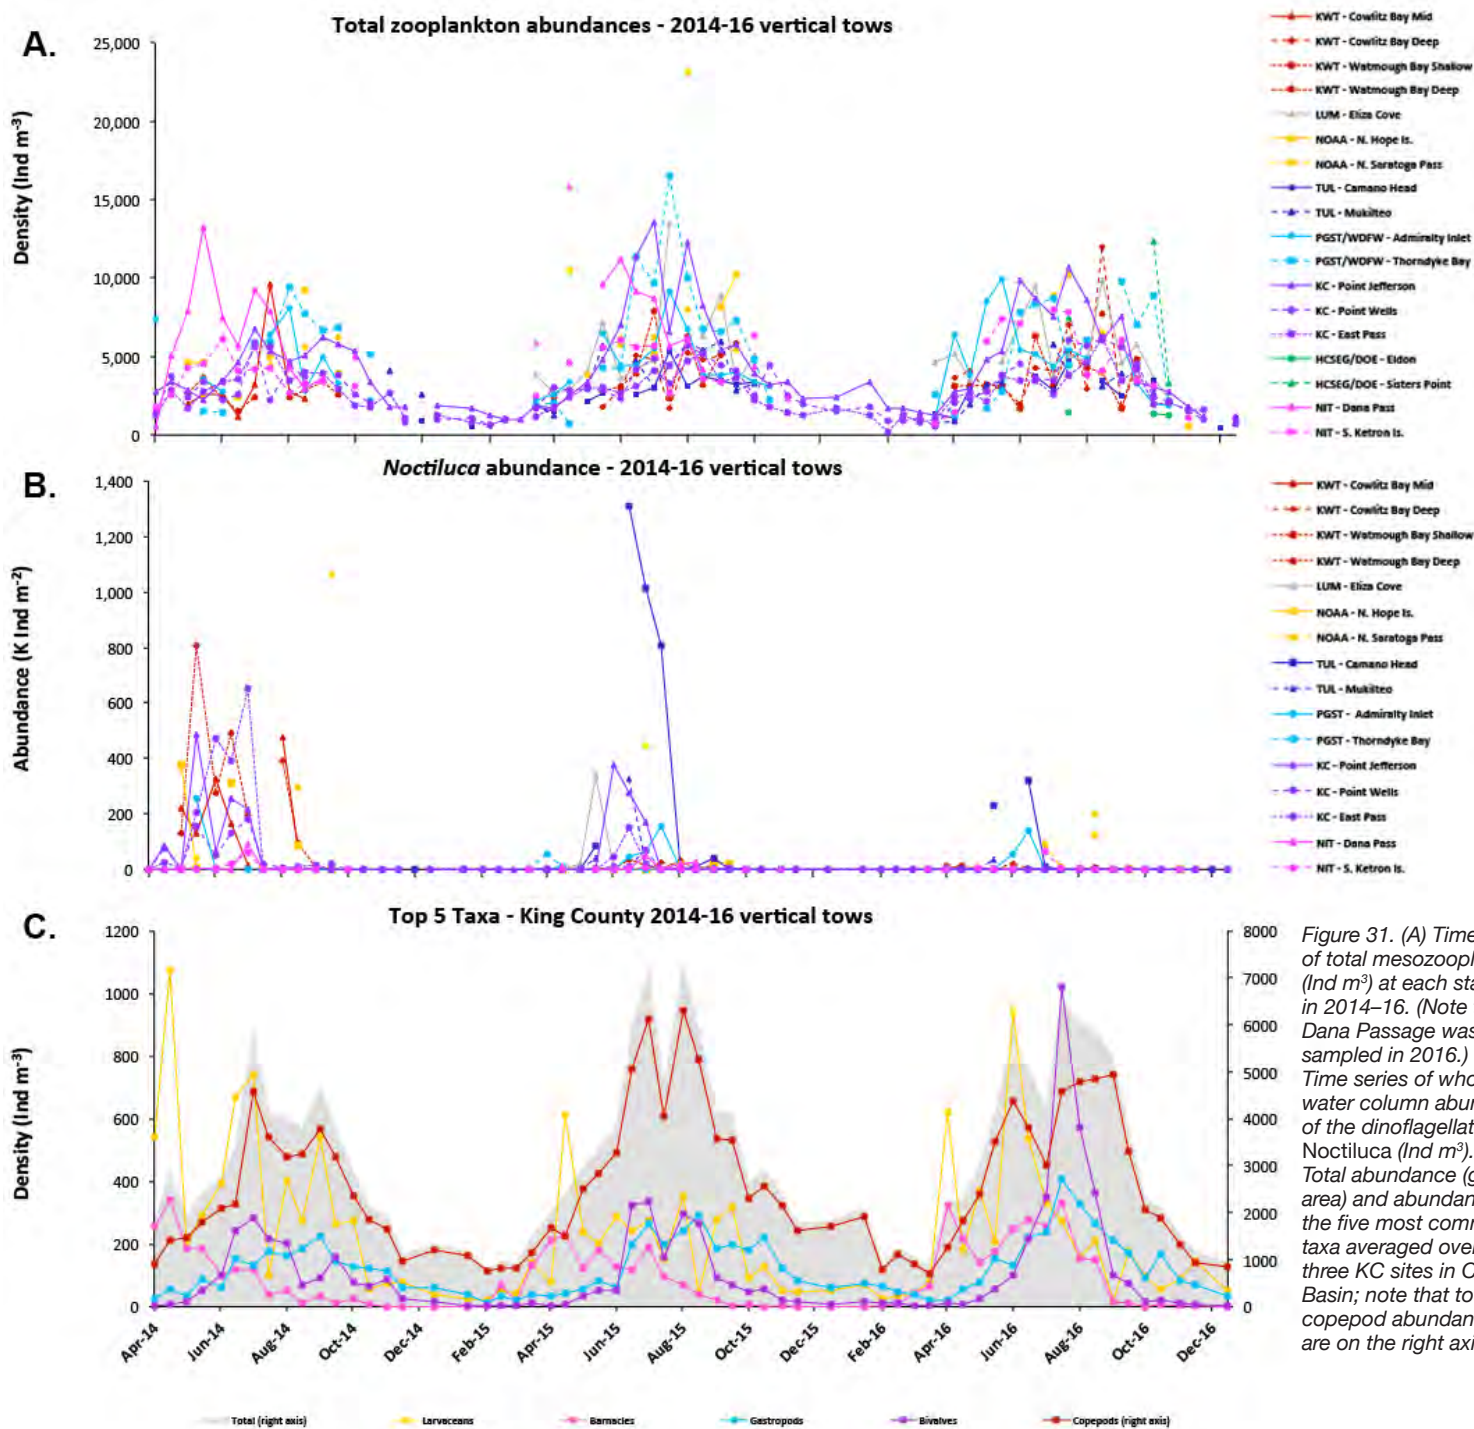 A.
Total zooplankton abundances - 2014-16 vertical tows
Density (Ind m-3)
25,000
20,000
15,000
10,000
5,000
0
KWT - Cowlitz Bay Mid
KWT - Cowlitz Bay Deep
KWT - Watmough Bay Shallow
KWT - Watmough Bay Deep
LUM - Eliza Cove
NOAA - N. Hope Is.
NOAA - N. Saratoga Pass
TUL - Camano Head
TUL - Mukilteo
PGST/WDFW - Admiralty Inlet
PGST/WDFW - Thorndyke Bay
KC - Point Jefferson
KC - Point Wells
KC - East Pass
HCSEG/DOE - Eldon
HCSEG/DOE - Sisters Point
NIT - Dana Pass
NIT - S. Ketron Is.
B.
Noctiluca abundance - 2014-16 vertical tows
Abundance (K Ind m-2)
1,400
1,200
1,000
800
600
400
200
0
KWT - Cowlitz Bay Mid
KWT - Cowlitz Bay Deep
KWT - Watmough Bay Shallow
KWT - Watmough Bay Deep
LUM - Eliza Cove
NOAA - N. Hope Is.
NOAA - N. Saratoga Pass
TUL - Camano Head
TUL - Mukilteo
PGST - Admiralty Inlet
PGST - Thorndyke Bay
KC - Point Jefferson
KC - Point Wells
KC - East Pass
NIT - Dana Pass
NIT - S. Ketron Is.
C.
Top 5 Taxa - King County 2014-16 vertical tows
Density (Ind m-3)
1200
1000
800
600
400
200
0
8000
7000
6000
5000
4000
3000
2000
1000
0
Apr-14
Jun-14
Aug-14
Oct-14
Dec-14
Feb-15
Apr-15
Jun-15
Aug-15
Oct-15
Dec-15
Feb-16
Apr-16
Jun-16
Aug-16
Oct-16
Dec-16
Total (right axis)
Larvaceans
Barnacles
Gastropods
Bivalves
Copepods (right axis)
Figure 31. (A) Time
of total mesozoopl
(Ind m3) at each sta
in 2014–16. (Note
Dana Passage was
sampled in 2016.)
Time series of who
water column abun
of the dinoflagellat
Noctiluca (Ind m3).
Total abundance (g
area) and abundan
the five most comm
taxa averaged over
three KC sites in C
Basin; note that to
copepod abundan
are on the right axi